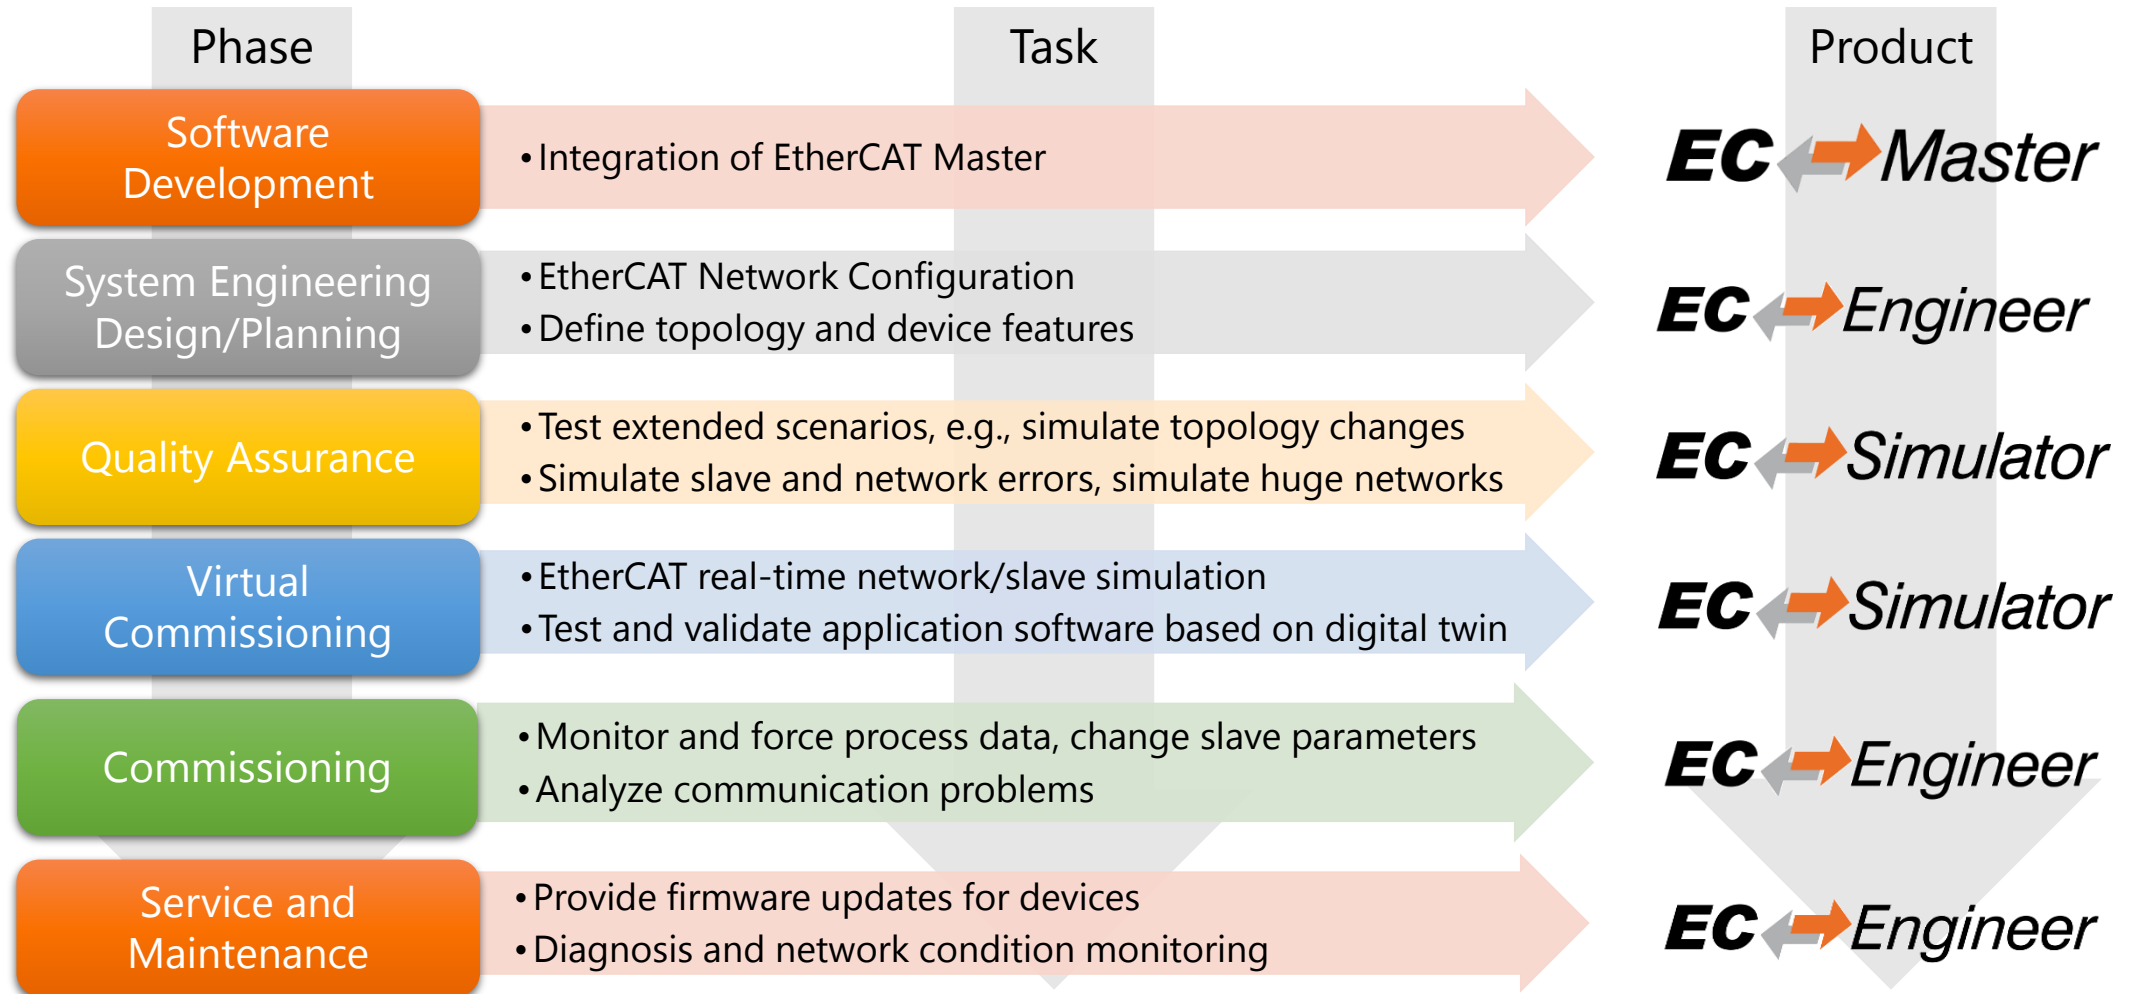 Phase
Task
Product
Software
Development
• Integration of EtherCAT Master
EC Master
System Engineering
Design/Planning
• EtherCAT Network Configuration
• Define topology and device features
EC Engineer
Quality Assurance
• Test extended scenarios, e.g., simulate topology changes
• Simulate slave and network errors, simulate huge networks
EC Simulator
Virtual
Commissioning
• EtherCAT real-time network/slave simulation
• Test and validate application software based on digital twin
EC Simulator
Commissioning
• Monitor and force process data, change slave parameters
• Analyze communication problems
EC Engineer
Service and
Maintenance
• Provide firmware updates for devices
• Diagnosis and network condition monitoring
EC Engineer